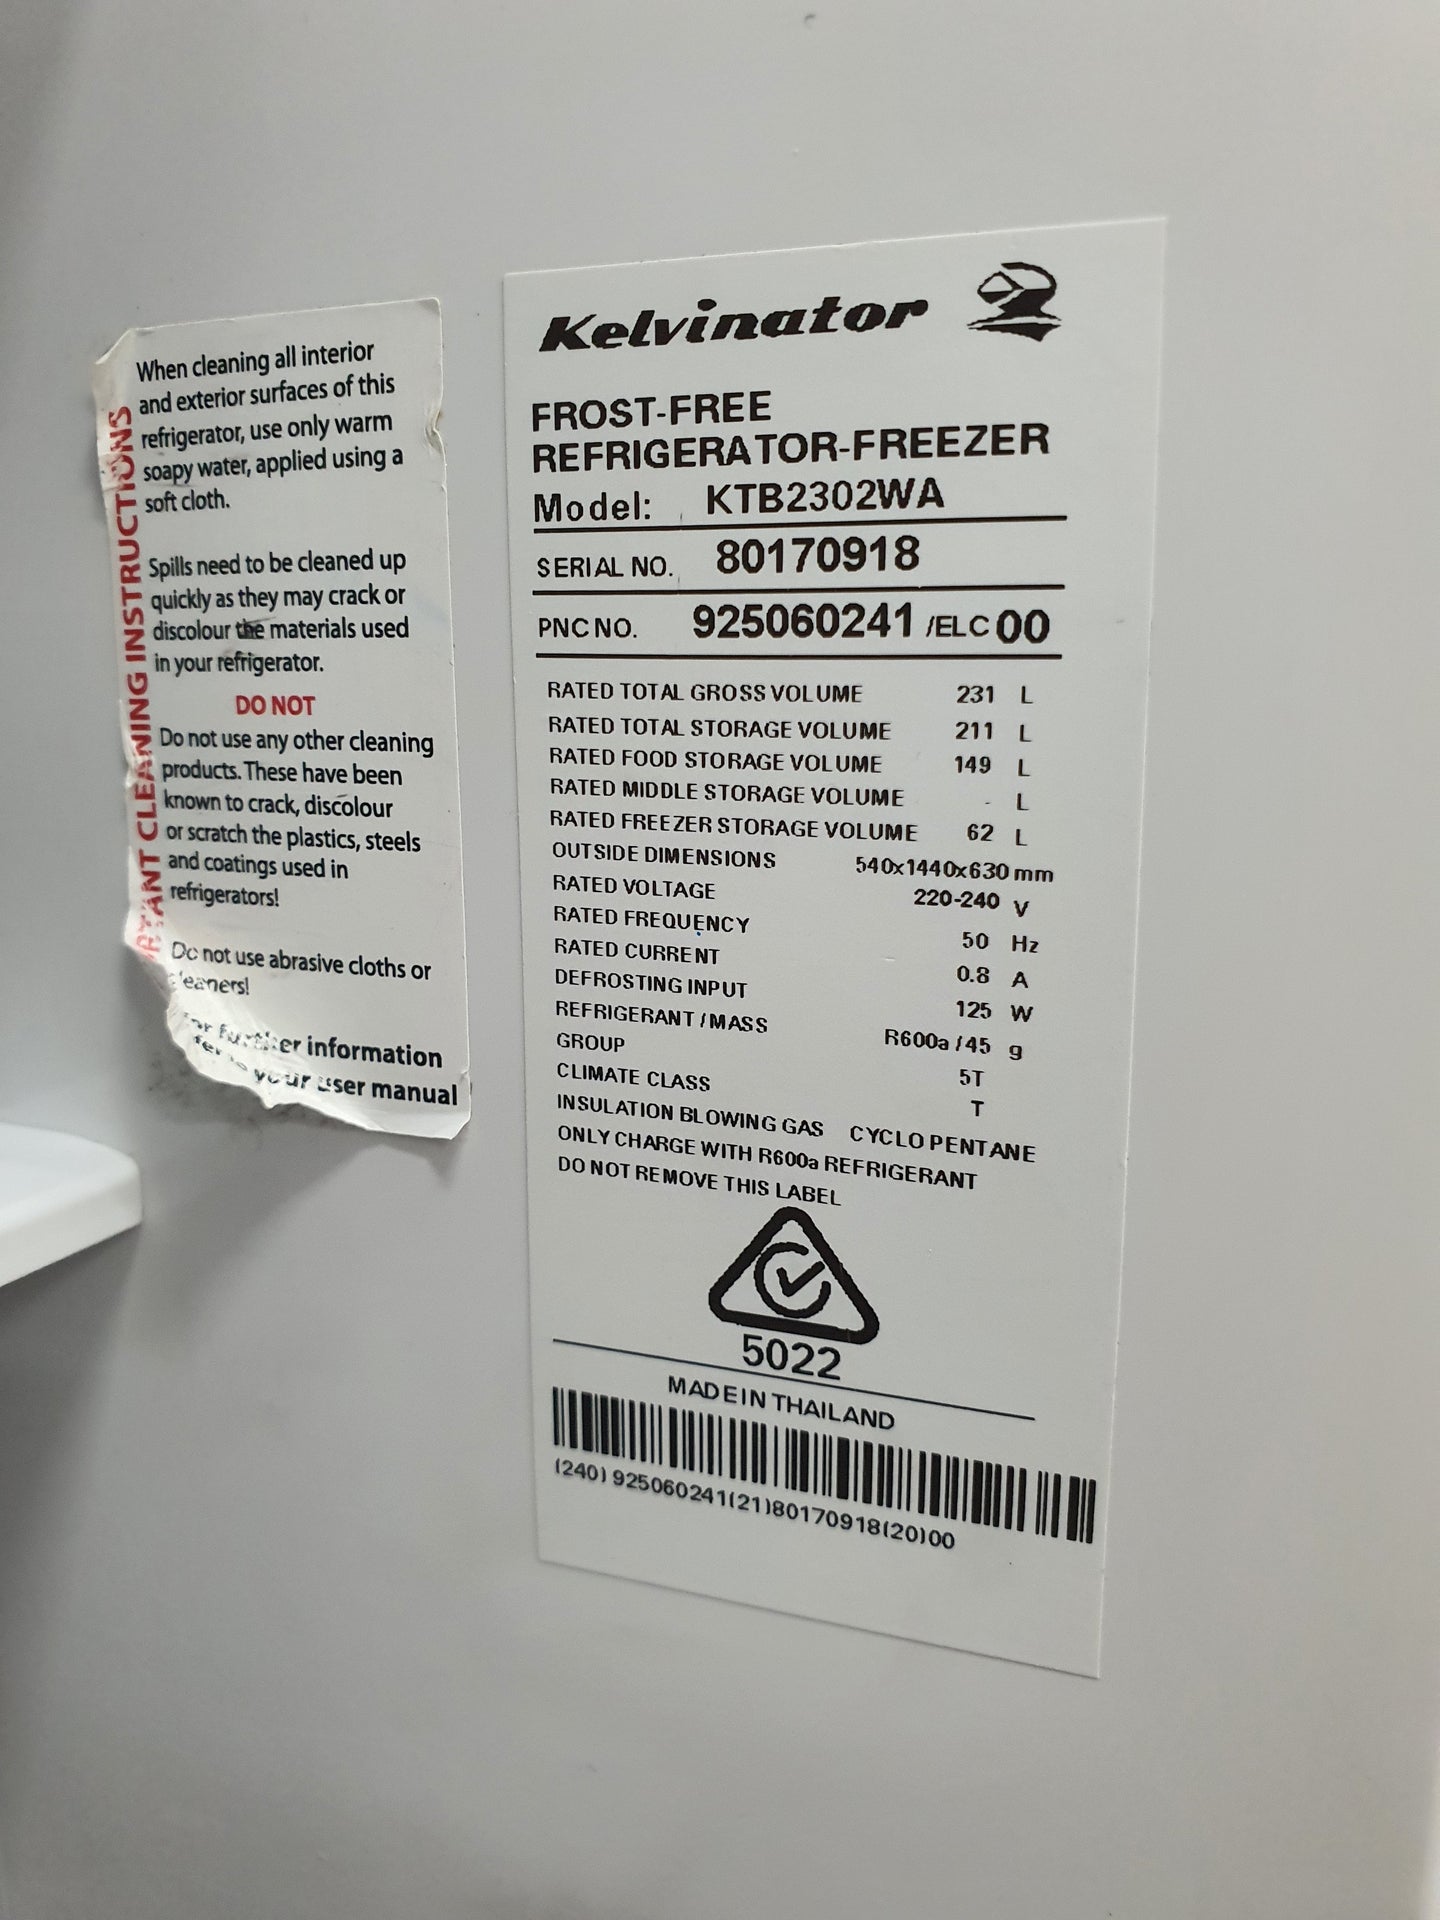 IMPORTANT CLEANING INSTRUCTIONS
When cleaning all interior
and exterior surfaces of this
refrigerator, use only warm
soapy water, applied using a
soft cloth.
Spills need to be cleaned up
quickly as they may crack or
discolour the materials used
in your refrigerator.
DO NOT
Do not use any other cleaning
products. These have been
known to crack, discolour
or scratch the plastics, steels
and coatings used in
refrigerators!
Do not use abrasive cloths or
cleaners!
For further information
refer to your user manual
Kelvinator
FROST-FREE
REFRIGERATOR-FREEZER
Model: KTB2302WA
SERIAL NO. 80170918
PNC NO. 925060241 /ELC 00
RATED TOTAL GROSS VOLUME 231 L
RATED TOTAL STORAGE VOLUME 211 L
RATED FOOD STORAGE VOLUME 149 L
RATED MIDDLE STORAGE VOLUME - L
RATED FREEZER STORAGE VOLUME 62 L
OUTSIDE DIMENSIONS 540x1440x630 mm
RATED VOLTAGE 220-240 V
RATED FREQUENCY 50 Hz
RATED CURRENT 0.8 A
DEFROSTING INPUT 125 W
REFRIGERANT / MASS R600a / 45 g
GROUP 5T
CLIMATE CLASS T
INSULATION BLOWING GAS CYCLO PENTANE
ONLY CHARGE WITH R600a REFRIGERANT
DO NOT REMOVE THIS LABEL
5022
MADE IN THAILAND
(240) 925060241(21)80170918(20)00